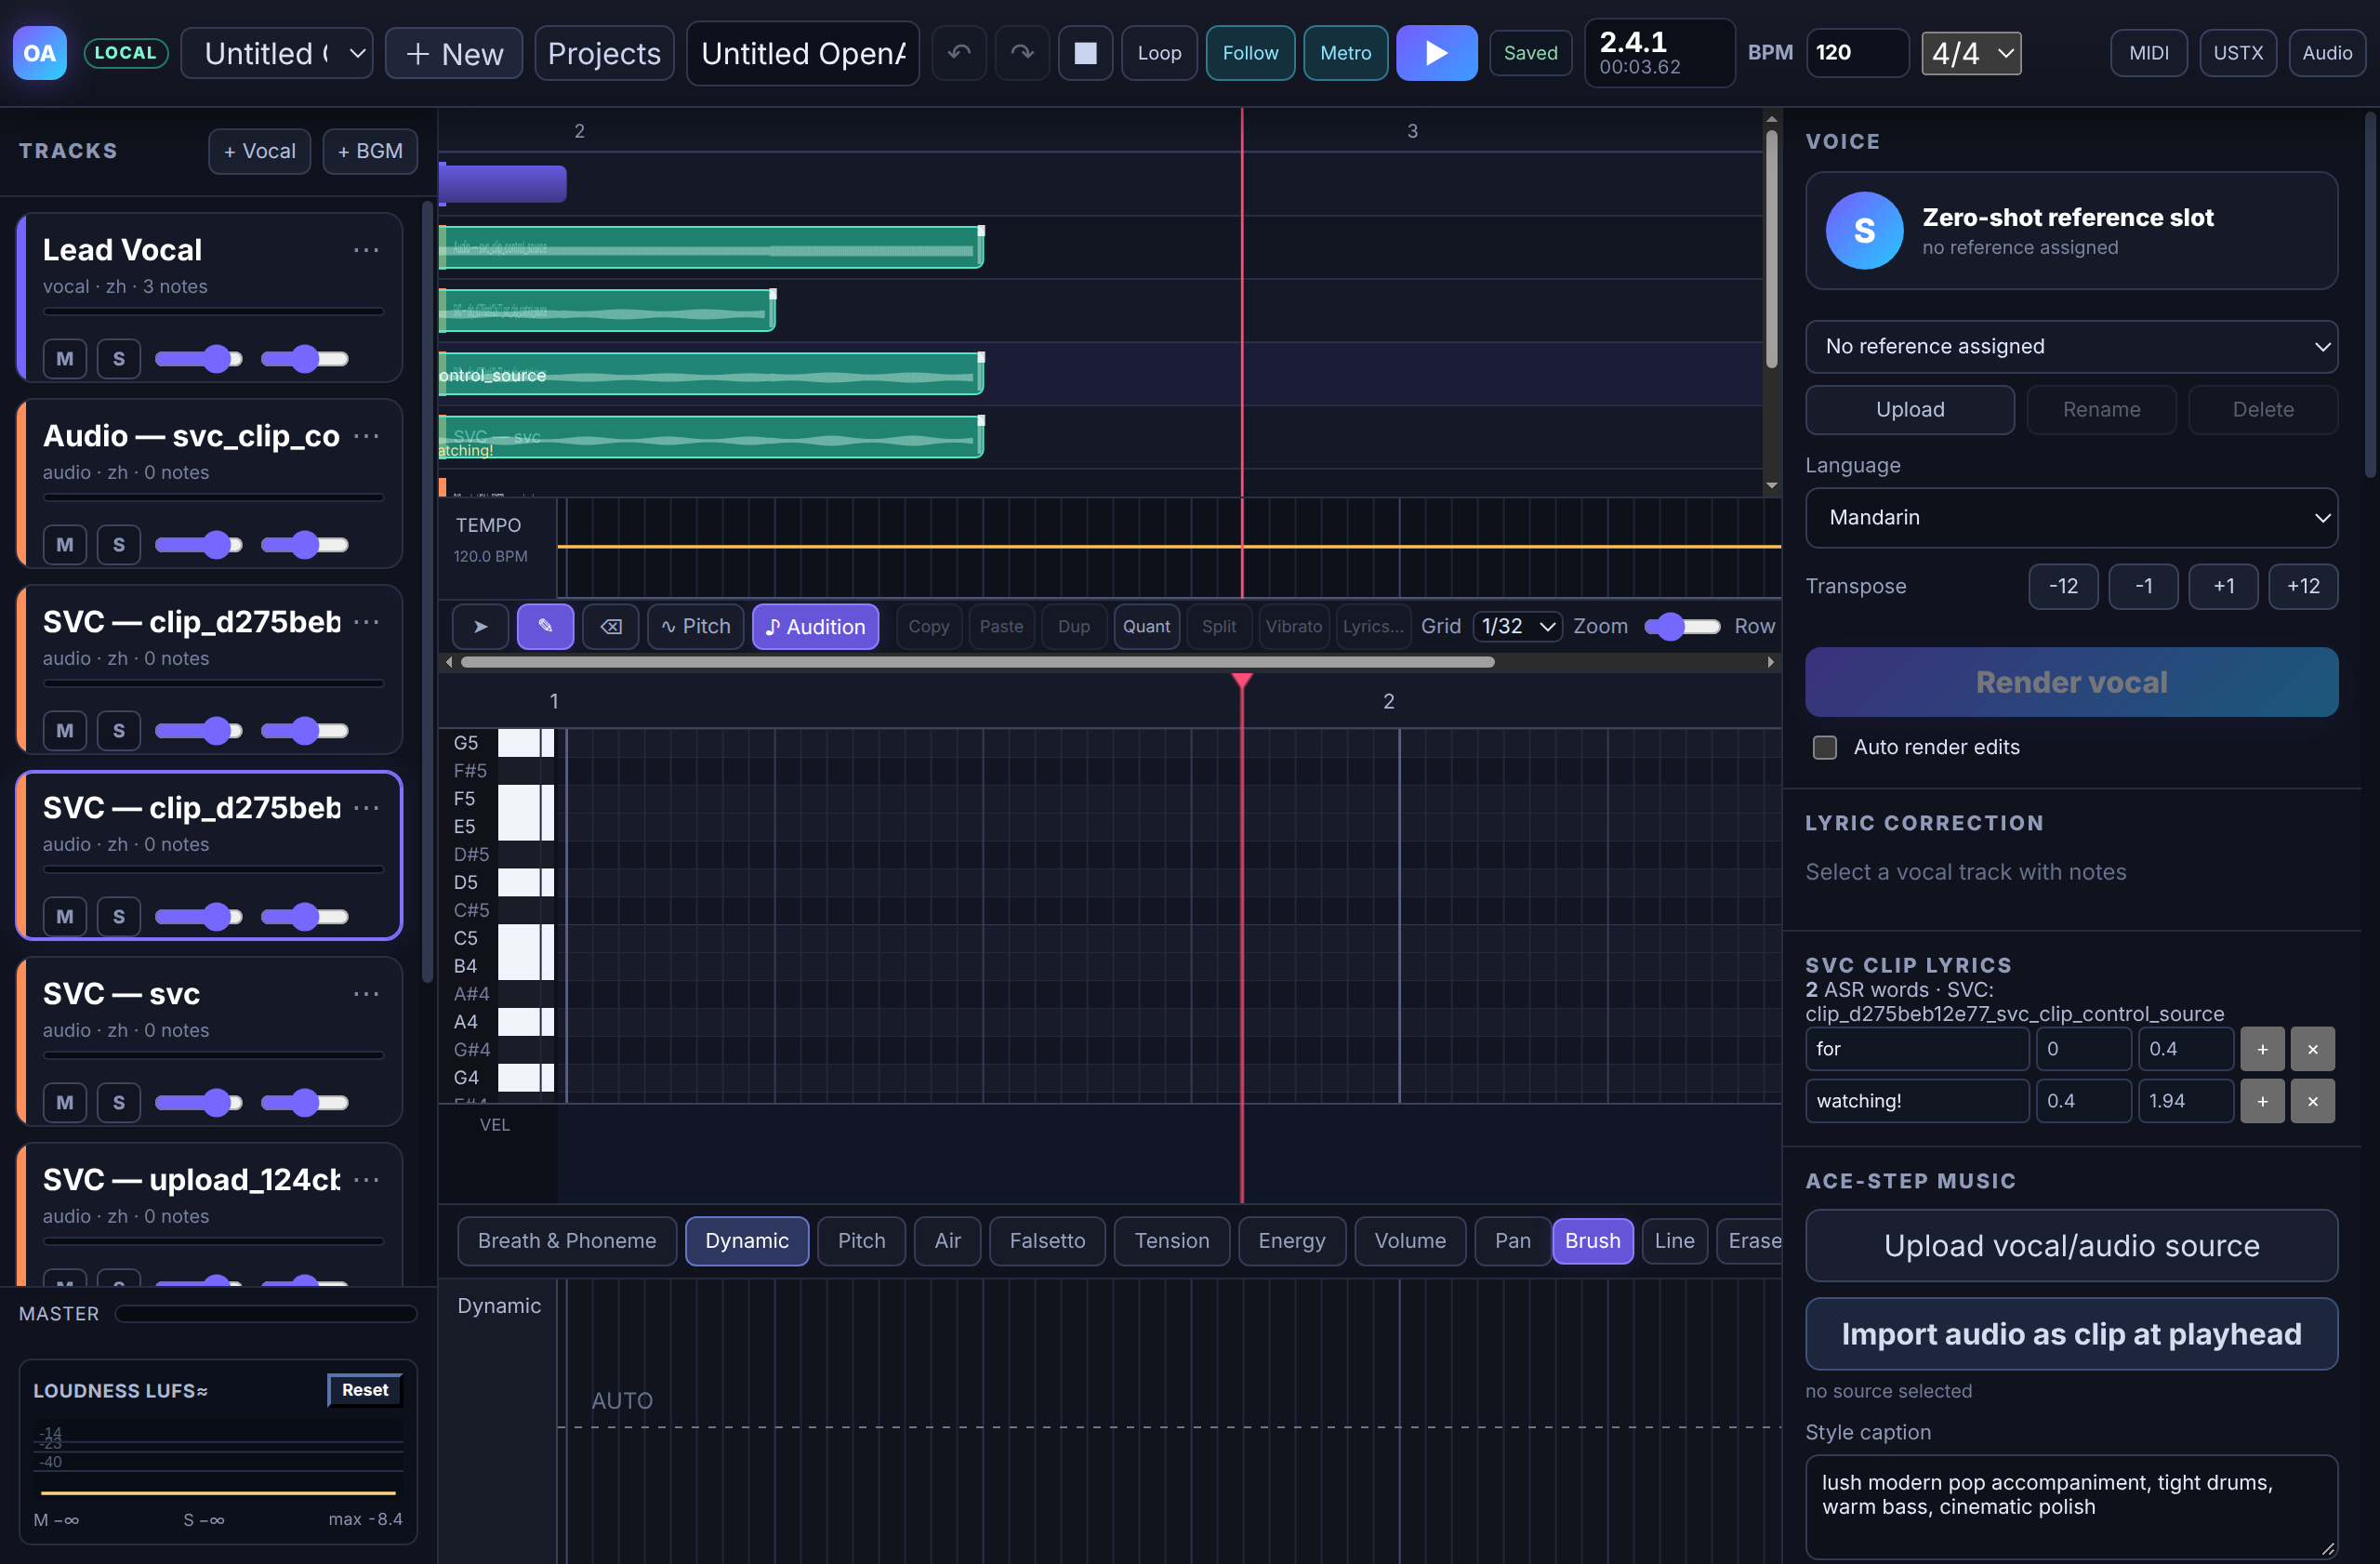 OA LOCAL Untitled ( + New Projects Untitled OpenA Loop Follow Metro Saved 2.4.1 BPM 120 4/4 MIDI USTX Audio
00:03.62
TRACKS + Vocal + BGM
Lead Vocal ...
vocal · zh · 3 notes
M S
Audio — svc_clip_co ...
audio · zh · 0 notes
M S
SVC — clip_d275beb ...
audio · zh · 0 notes
M S
SVC — clip_d275beb ...
audio · zh · 0 notes
M S
SVC — svc ...
audio · zh · 0 notes
M S
SVC — upload_124cb ...
audio · zh · 0 notes
M S
MASTER
LOUDNESS LUFS≈ Reset
-14
-23
-40
M −∞ S −∞ max -8.4
2 3
Audio — svc_clip_control_source
ontrol_source
SVC — svc
atching!
TEMPO
120.0 BPM
∿ Pitch ♪ Audition Copy Paste Dup Quant Split Vibrato Lyrics... Grid 1/32 Zoom Row
1 2
G5
F#5
F5
E5
D#5
D5
C#5
C5
B4
A#4
A4
G#4
G4
F#4
VEL
Breath & Phoneme Dynamic Pitch Air Falsetto Tension Energy Volume Pan Brush Line Erase
Dynamic
AUTO
VOICE
S Zero-shot reference slot
no reference assigned
No reference assigned
Upload Rename Delete
Language
Mandarin
Transpose -12 -1 +1 +12
Render vocal
Auto render edits
LYRIC CORRECTION
Select a vocal track with notes
SVC CLIP LYRICS
2 ASR words · SVC:
clip_d275beb12e77_svc_clip_control_source
for 0 0.4 + ×
watching! 0.4 1.94 + ×
ACE-STEP MUSIC
Upload vocal/audio source
Import audio as clip at playhead
no source selected
Style caption
lush modern pop accompaniment, tight drums,
warm bass, cinematic polish